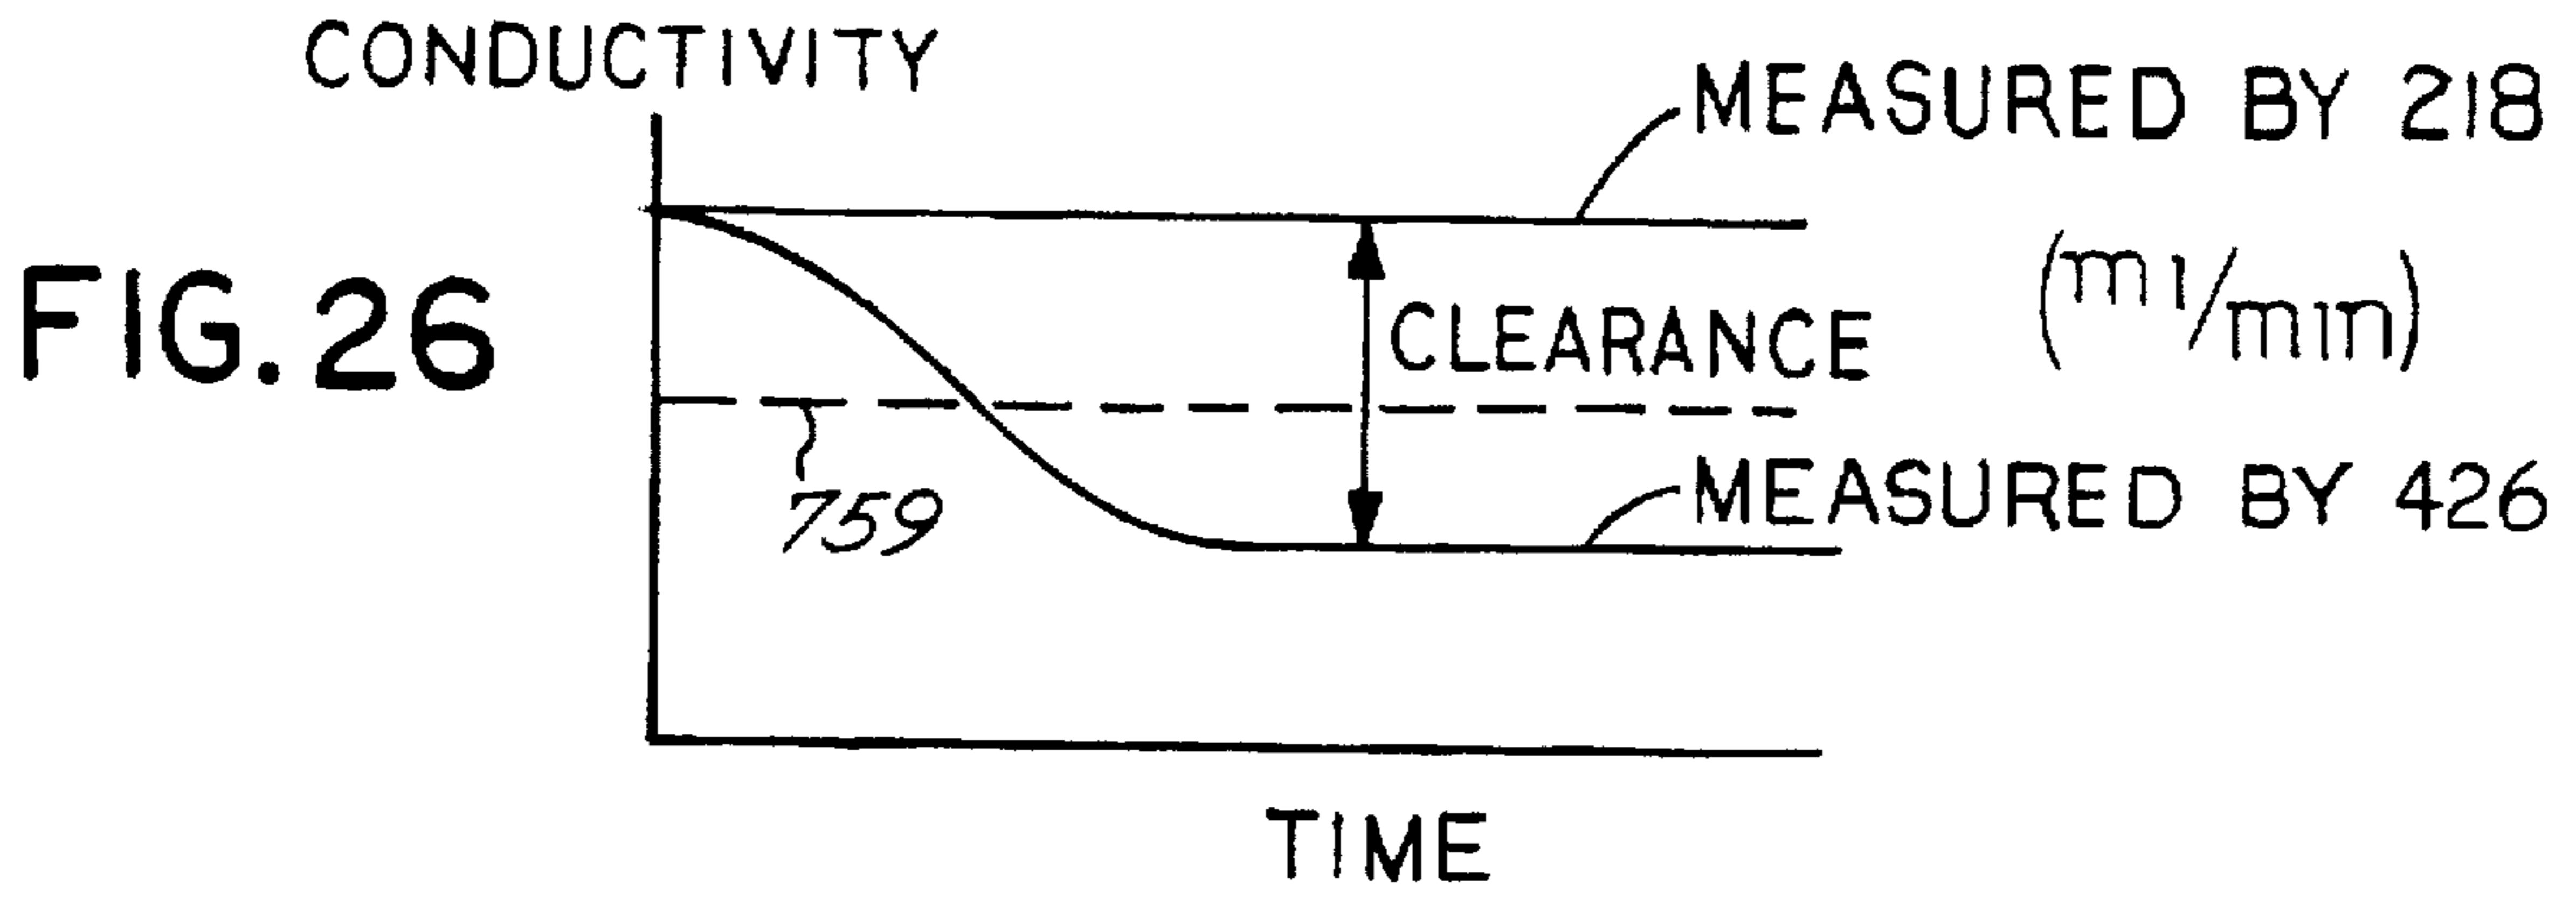 CONDUCTIVITY
MEASURED BY 218
FIG. 26
CLEARANCE (ml/min)
759
MEASURED BY 426
TIME